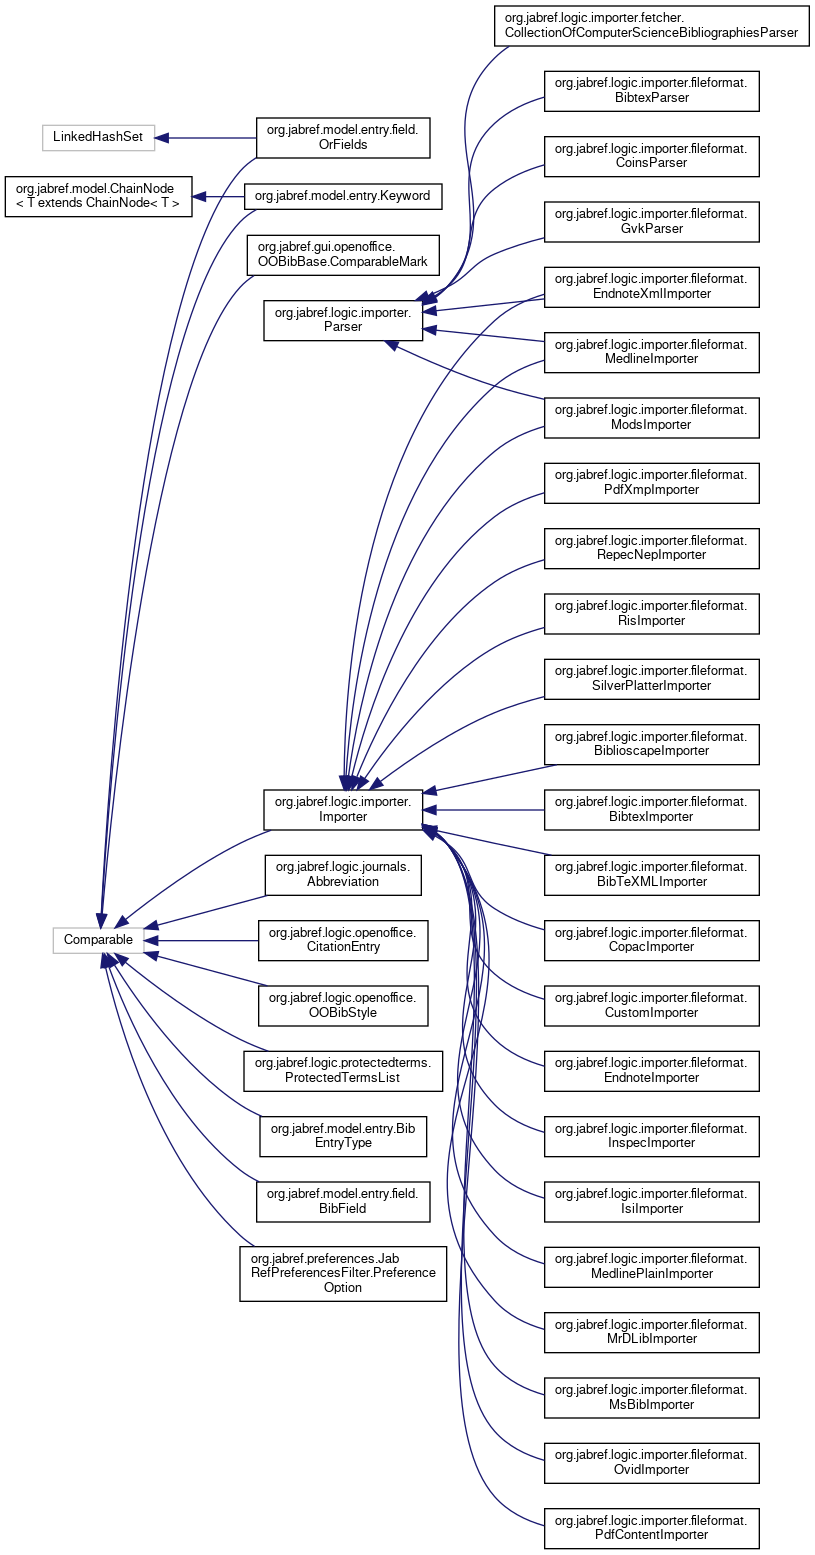 org.jabref.logic.importer.fetcher.
CollectionOfComputerScienceBibliographiesParser
org.jabref.logic.importer.fileformat.
BibtexParser
LinkedHashSet
org.jabref.model.entry.field.
OrFields
org.jabref.logic.importer.fileformat.
CoinsParser
org.jabref.model.ChainNode
< T extends ChainNode< T >
org.jabref.model.entry.Keyword
org.jabref.logic.importer.fileformat.
GvkParser
org.jabref.gui.openoffice.
OOBibBase.ComparableMark
org.jabref.logic.importer.fileformat.
EndnoteXmlImporter
org.jabref.logic.importer.
Parser
org.jabref.logic.importer.fileformat.
MedlineImporter
org.jabref.logic.importer.fileformat.
ModsImporter
org.jabref.logic.importer.fileformat.
PdfXmpImporter
org.jabref.logic.importer.fileformat.
RepecNepImporter
org.jabref.logic.importer.fileformat.
RisImporter
org.jabref.logic.importer.fileformat.
SilverPlatterImporter
org.jabref.logic.importer.fileformat.
BiblioscapeImporter
org.jabref.logic.importer.
Importer
org.jabref.logic.importer.fileformat.
BibtexImporter
org.jabref.logic.journals.
Abbreviation
org.jabref.logic.importer.fileformat.
BibTeXMLImporter
Comparable
org.jabref.logic.openoffice.
CitationEntry
org.jabref.logic.importer.fileformat.
CopacImporter
org.jabref.logic.openoffice.
OOBibStyle
org.jabref.logic.importer.fileformat.
CustomImporter
org.jabref.logic.protectedterms.
ProtectedTermsList
org.jabref.logic.importer.fileformat.
EndnoteImporter
org.jabref.model.entry.Bib
EntryType
org.jabref.logic.importer.fileformat.
InspecImporter
org.jabref.model.entry.field.
BibField
org.jabref.logic.importer.fileformat.
IsiImporter
org.jabref.preferences.Jab
RefPreferencesFilter.Preference
Option
org.jabref.logic.importer.fileformat.
MedlinePlainImporter
org.jabref.logic.importer.fileformat.
MrDLibImporter
org.jabref.logic.importer.fileformat.
MsBibImporter
org.jabref.logic.importer.fileformat.
OvidImporter
org.jabref.logic.importer.fileformat.
PdfContentImporter